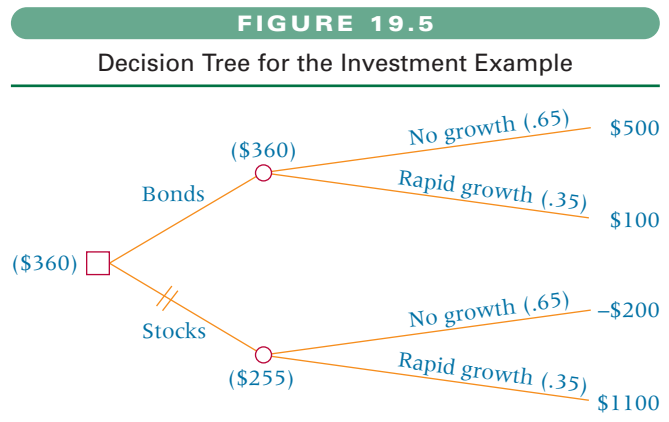 FIGURE 19.5
Decision Tree for the Investment Example
No growth (.65)
$500
($360)
Bonds
Rapid growth (.35)
$100
($360)
Stocks
No growth (.65)
–$200
($255)
Rapid growth (.35)
$1100